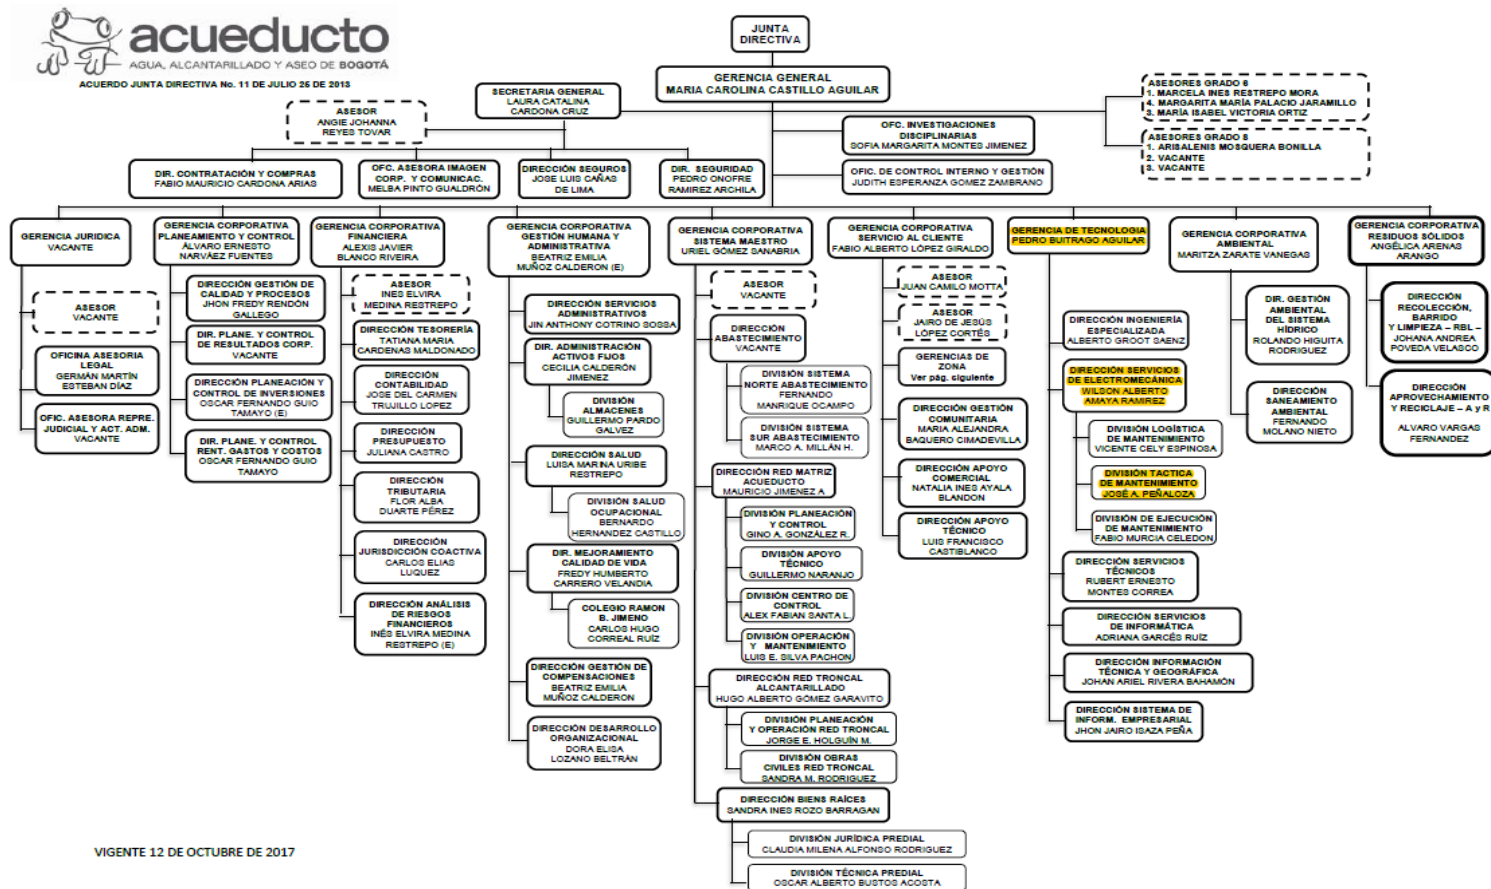 acueducto
AGUA, ALCANTARILLADO Y ASEO DE BOGOTÁ
ACUERDO JUNTA DIRECTIVA No. 11 DE JULIO 25 DE 2013
JUNTA
DIRECTIVA
GERENCIA GENERAL
MARIA CAROLINA CASTILLO AGUILAR
SECRETARIA GENERAL
LAURA CATALINA
CARDONA CRUZ
ASESOR
ANGIE JOHANNA
REYES TOVAR
ASESORES GRADO 6
1. MARCELA INES RESTREPO MORA
4. MARGARITA MARÍA PALACIO JARAMILLO
3. MARÍA ISABEL VICTORIA ORTIZ
OFC. INVESTIGACIONES
DISCIPLINARIAS
SOFIA MARGARITA MONTES JIMENEZ
ASESORES GRADO 5
1. ARISALENIS MOSQUERA BONILLA
2. VACANTE
3. VACANTE
DIR. CONTRATACIÓN Y COMPRAS
FABIO MAURICIO CARDONA ARIAS
OFC. ASESORA IMAGEN
CORP. Y COMUNICAC.
MELBA PINTO GUALDRÓN
DIRECCIÓN SEGUROS
JOSE LUIS CAÑAS
DE LIMA
DIR. SEGURIDAD
PEDRO ONOFRE
RAMIREZ ARCHILA
OFIC. DE CONTROL INTERNO Y GESTIÓN
JUDITH ESPERANZA GOMEZ ZAMBRANO
GERENCIA JURIDICA
VACANTE
ASESOR
VACANTE
OFICINA ASESORIA
LEGAL
GERMÁN MARTÍN
ESTEBAN DÍAZ
OFIC. ASESORA REPRE.
JUDICIAL Y ACT. ADM.
VACANTE
GERENCIA CORPORATIVA
PLANEAMIENTO Y CONTROL
ÁLVARO ERNESTO
NARVÁEZ FUENTES
DIRECCIÓN GESTIÓN DE
CALIDAD Y PROCESOS
JHON FREDY RENDÓN
GALLEGO
DIR. PLANE. Y CONTROL
DE RESULTADOS CORP.
VACANTE
DIRECCIÓN PLANEACIÓN Y
CONTROL DE INVERSIONES
OSCAR FERNANDO GUIO
TAMAYO (E)
DIR. PLANE. Y CONTROL
RENT. GASTOS Y COSTOS
OSCAR FERNANDO GUIO
TAMAYO
GERENCIA CORPORATIVA
FINANCIERA
ALEXIS JAVIER
BLANCO RIVEIRA
ASESOR
INES ELVIRA
MEDINA RESTREPO
DIRECCIÓN TESORERÍA
TATIANA MARIA
CARDENAS MALDONADO
DIRECCIÓN
CONTABILIDAD
JOSE DEL CARMEN
TRUJILLO LOPEZ
DIRECCIÓN
PRESUPUESTO
JULIANA CASTRO
DIRECCIÓN
TRIBUTARIA
FLOR ALBA
DUARTE PÉREZ
DIRECCIÓN
JURISDICCIÓN COACTIVA
CARLOS ELIAS
LUQUEZ
DIRECCIÓN ANÁLISIS
DE RIESGOS
FINANCIEROS
INÉS ELVIRA MEDINA
RESTREPO (E)
GERENCIA CORPORATIVA
GESTIÓN HUMANA Y
ADMINISTRATIVA
BEATRIZ EMILIA
MUÑOZ CALDERON (E)
DIRECCIÓN SERVICIOS
ADMINISTRATIVOS
JIN ANTHONY COTRINO SOSSA
DIR. ADMINISTRACIÓN
ACTIVOS FIJOS
CECILIA CALDERÓN
JIMENEZ
DIVISIÓN
ALMACENES
GUILLERMO PARDO
GALVEZ
DIRECCIÓN SALUD
LUISA MARINA URIBE
RESTREPO
DIVISIÓN SALUD
OCUPACIONAL
BERNARDO
HERNANDEZ CASTILLO
DIR. MEJORAMIENTO
CALIDAD DE VIDA
FREDY HUMBERTO
CARRERO VELANDIA
COLEGIO RAMON
B. JIMENO
CARLOS HUGO
CORREAL RUÍZ
DIRECCIÓN GESTIÓN DE
COMPENSACIONES
BEATRIZ EMILIA
MUÑOZ CALDERON
DIRECCIÓN DESARROLLO
ORGANIZACIONAL
DORA ELISA
LOZANO BELTRÁN
GERENCIA CORPORATIVA
SISTEMA MAESTRO
URIEL GÓMEZ SANABRIA
ASESOR
VACANTE
DIRECCIÓN
ABASTECIMIENTO
VACANTE
DIVISIÓN SISTEMA
NORTE ABASTECIMIENTO
FERNANDO
MANRIQUE OCAMPO
DIVISIÓN SISTEMA
SUR ABASTECIMIENTO
MARCO A. MILLÁN H.
DIRECCIÓN RED MATRIZ
ACUEDUCTO
MAURICIO JIMENEZ A
DIVISIÓN PLANEACIÓN
Y CONTROL
GINO A. GONZÁLEZ R.
DIVISIÓN APOYO
TÉCNICO
GUILLERMO NARANJO
DIVISIÓN CENTRO DE
CONTROL
ALEX FABIAN SANTA L.
DIVISIÓN OPERACIÓN
Y MANTENIMIENTO
LUIS E. SILVA PACHON
DIRECCIÓN RED TRONCAL
ALCANTARILLADO
HUGO ALBERTO GÓMEZ GARAVITO
DIVISIÓN PLANEACIÓN
Y OPERACIÓN RED TRONCAL
JORGE E. HOLGUÍN M.
DIVISIÓN OBRAS
CIVILES RED TRONCAL
SANDRA M. RODRIGUEZ
DIRECCIÓN BIENS RAÍCES
SANDRA INES ROZO BARRAGAN
DIVISIÓN JURÍDICA PREDIAL
CLAUDIA MILENA ALFONSO RODRIGUEZ
DIVISIÓN TÉCNICA PREDIAL
OSCAR ALBERTO BUSTOS ACOSTA
GERENCIA CORPORATIVA
SERVICIO AL CLIENTE
FABIO ALBERTO LÓPEZ GIRALDO
ASESOR
JUAN CAMILO MOTTA
ASESOR
JAIRO DE JESÚS
LÓPEZ CORTÉS
GERENCIAS DE
ZONA
Ver pág. siguiente
DIRECCIÓN GESTIÓN
COMUNITARIA
MARIA ALEJANDRA
BAQUERO CIMADEVILLA
DIRECCIÓN APOYO
COMERCIAL
NATALIA INES AYALA
BLANDON
DIRECCIÓN APOYO
TÉCNICO
LUIS FRANCISCO
CASTIBLANCO
GERENCIA DE TECNOLOGIA
PEDRO BUITRAGO AGUILAR
DIRECCIÓN INGENIERÍA
ESPECIALIZADA
ALBERTO GROOT SAENZ
DIRECCIÓN SERVICIOS
DE ELECTROMECÁNICA
WILSON ALBERTO
AMAYA RAMIREZ
DIVISIÓN LOGÍSTICA
DE MANTENIMIENTO
VICENTE CELY ESPINOSA
DIVISIÓN TACTICA
DE MANTENIMIENTO
JOSÉ A. PEÑALOZA
DIVISIÓN DE EJECUCIÓN
DE MANTENIMIENTO
FABIO MURCIA CELEDON
DIRECCIÓN SERVICIOS
TÉCNICOS
RUBERT ERNESTO
MONTES CORREA
DIRECCIÓN SERVICIOS
DE INFORMÁTICA
ADRIANA GARCÉS RUÍZ
DIRECCIÓN INFORMACIÓN
TÉCNICA Y GEOGRÁFICA
JOHAN ARIEL RIVERA BAHAMÓN
DIRECCIÓN SISTEMA DE
INFORM. EMPRESARIAL
JHON JAIRO ISAZA PEÑA
GERENCIA CORPORATIVA
AMBIENTAL
MARITZA ZARATE VANEGAS
DIR. GESTIÓN
AMBIENTAL
DEL SISTEMA
HÍDRICO
ROLANDO HIGUITA
RODRIGUEZ
DIRECCIÓN
SANEAMIENTO
AMBIENTAL
FERNANDO
MOLANO NIETO
GERENCIA CORPORATIVA
RESIDUOS SÓLIDOS
ANGÉLICA ARENAS
ARANGO
DIRECCIÓN
RECOLECCIÓN,
BARRIDO
Y LIMPIEZA – RBL –
JOHANA ANDREA
POVEDA VELASCO
DIRECCIÓN
APROVECHAMIENTO
Y RECICLAJE – A y R
ALVARO VARGAS
FERNANDEZ
VIGENTE 12 DE OCTUBRE DE 2017